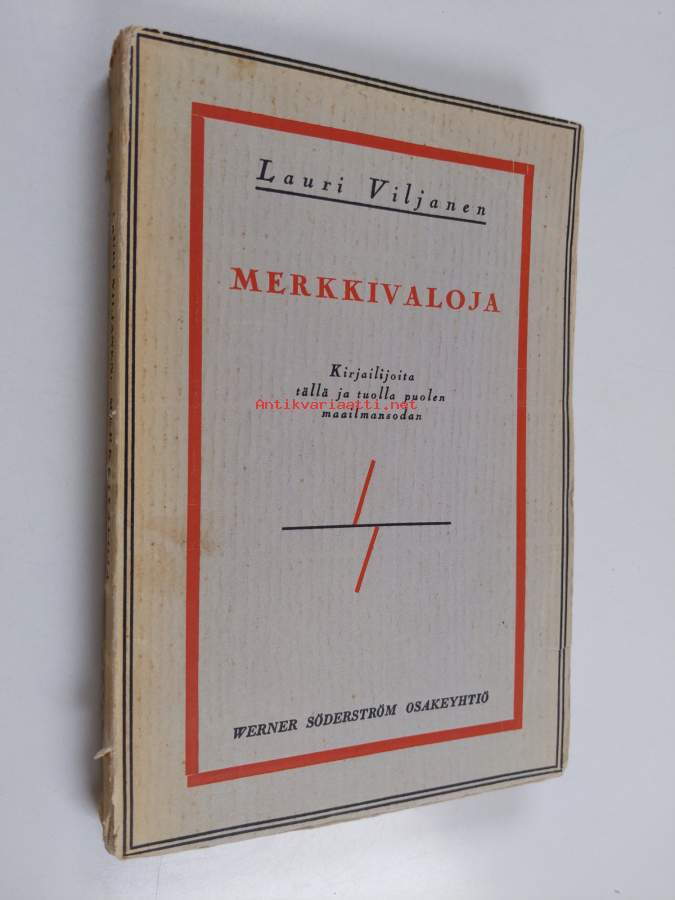 Lauri Viljanen
MERKKIVALOJA
Kirjailijoita
tällä ja tuolla puolen
Antikvariaatti.net
maailmansodan
WERNER SÖDERSTRÖM OSAKEYHTIÖ